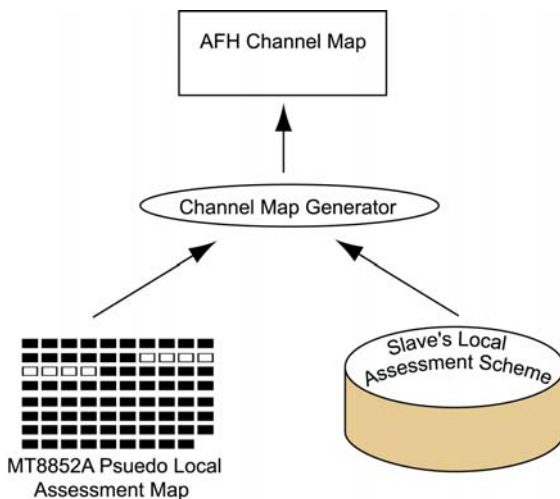 AFH Channel Map
Channel Map Generator
Slave's Local
Assessment Scheme
MT8852A Psuedo Local
Assessment Map